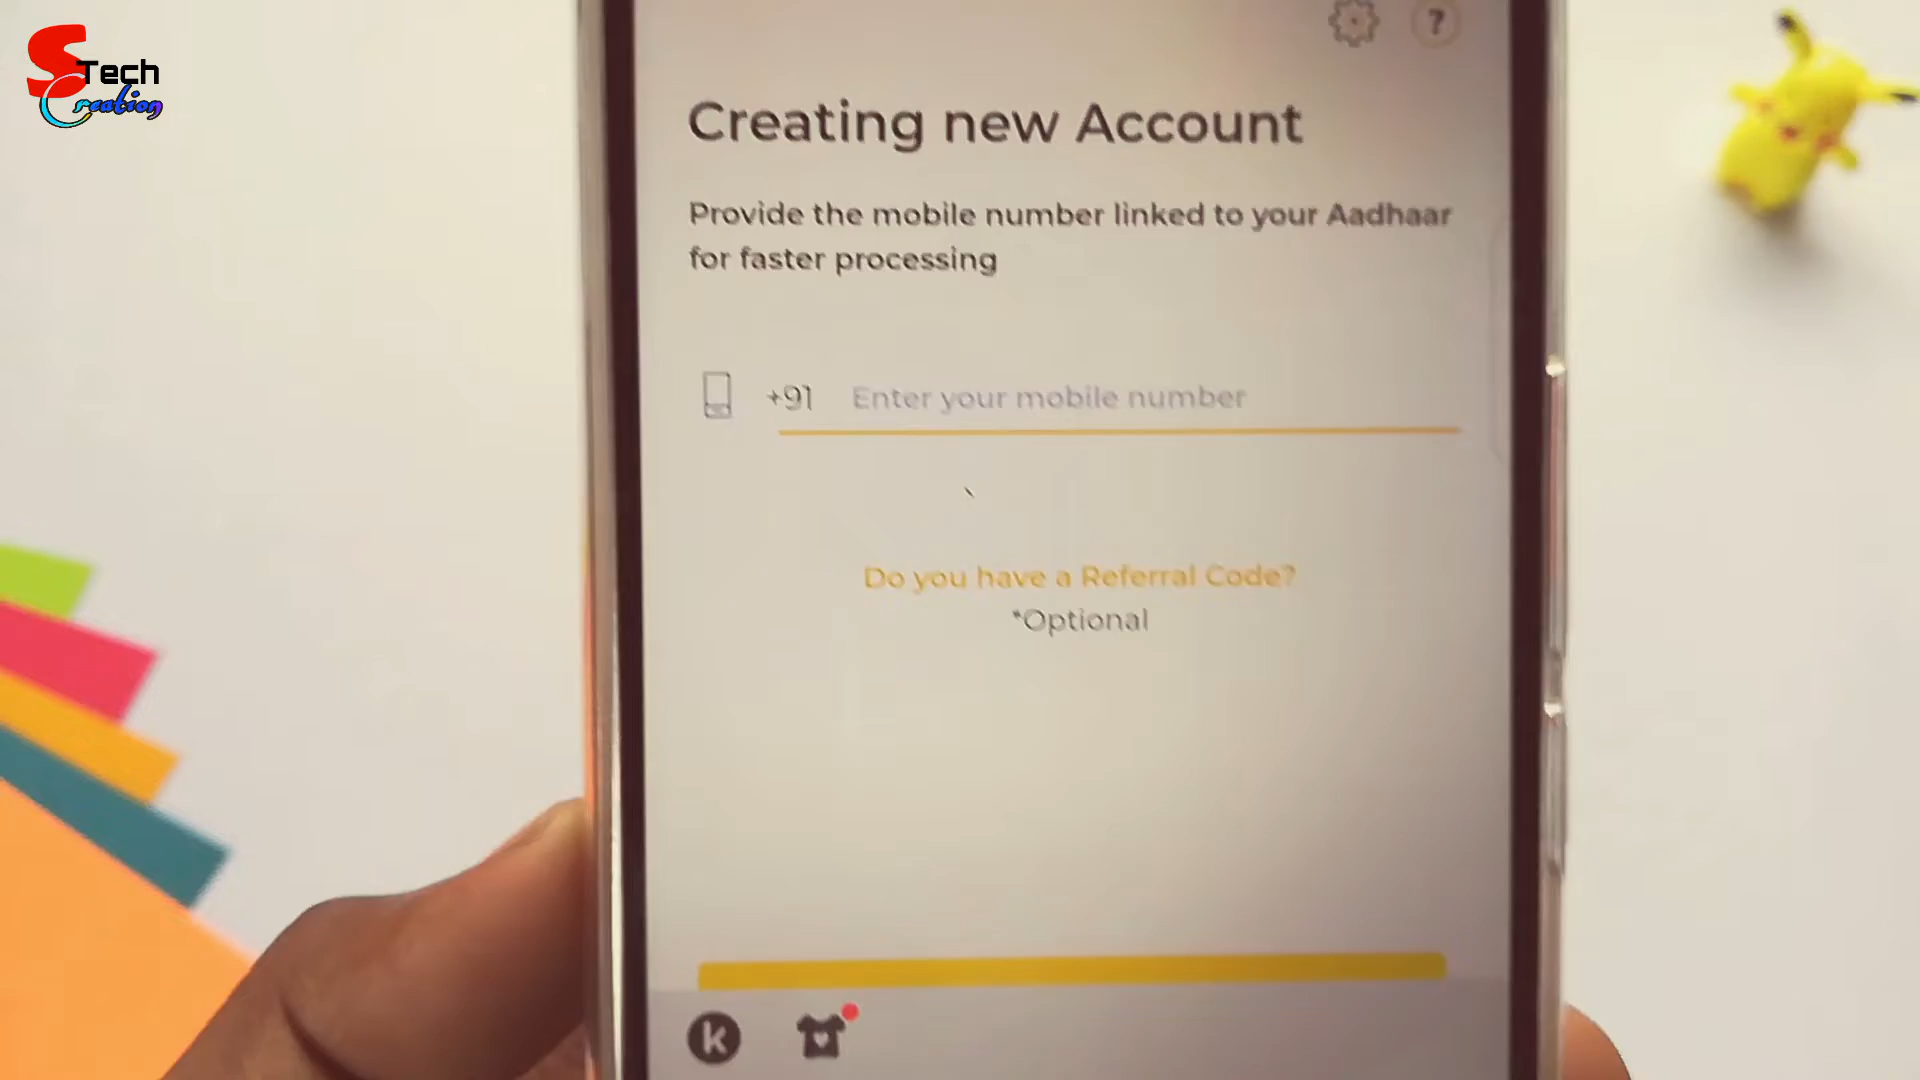 S Tech
Creation
?
Creating new Account
Provide the mobile number linked to your Aadhaar
for faster processing
+91 Enter your mobile number
Do you have a Referral Code?
*Optional
k